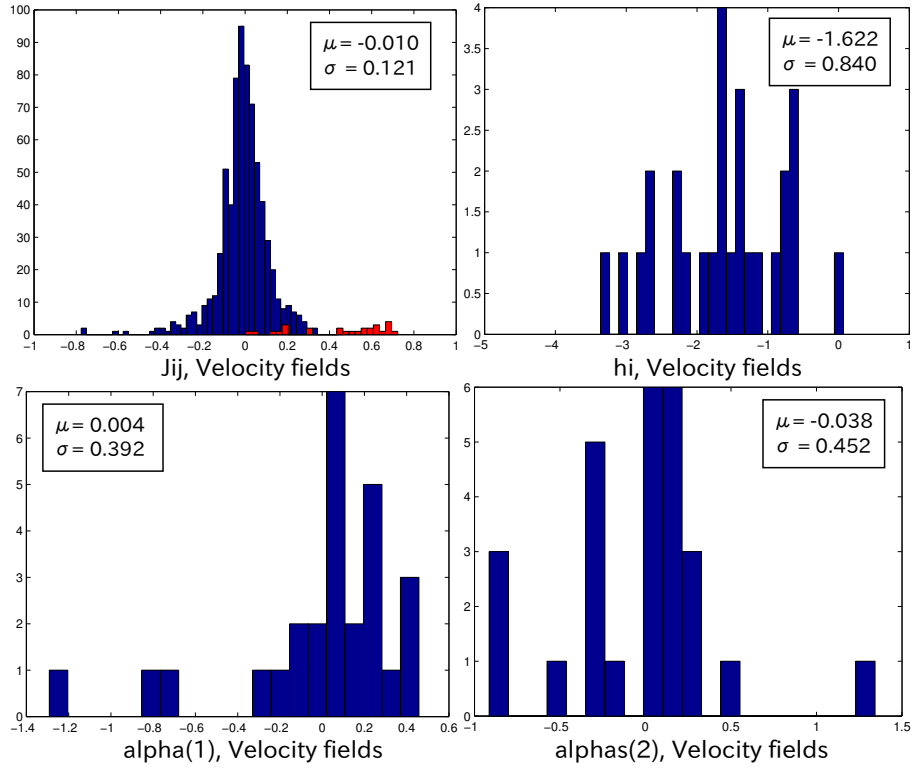 100
90
80
70
60
50
40
30
20
10
0
−1 −0.8 −0.6 −0.4 −0.2 0 0.2 0.4 0.6 0.8 1
μ= -0.010
σ = 0.121
Jij, Velocity fields
4
3.5
3
2.5
2
1.5
1
0.5
0
−5 −4 −3 −2 −1 0 1
μ= -1.622
σ = 0.840
hi, Velocity fields
7
6
5
4
3
2
1
0
−1.4 −1.2 −1 −0.8 −0.6 −0.4 −0.2 0 0.2 0.4 0.6
μ= 0.004
σ= 0.392
alpha(1), Velocity fields
6
5
4
3
2
1
0
−1 −0.5 0 0.5 1 1.5
μ= -0.038
σ = 0.452
alphas(2), Velocity fields